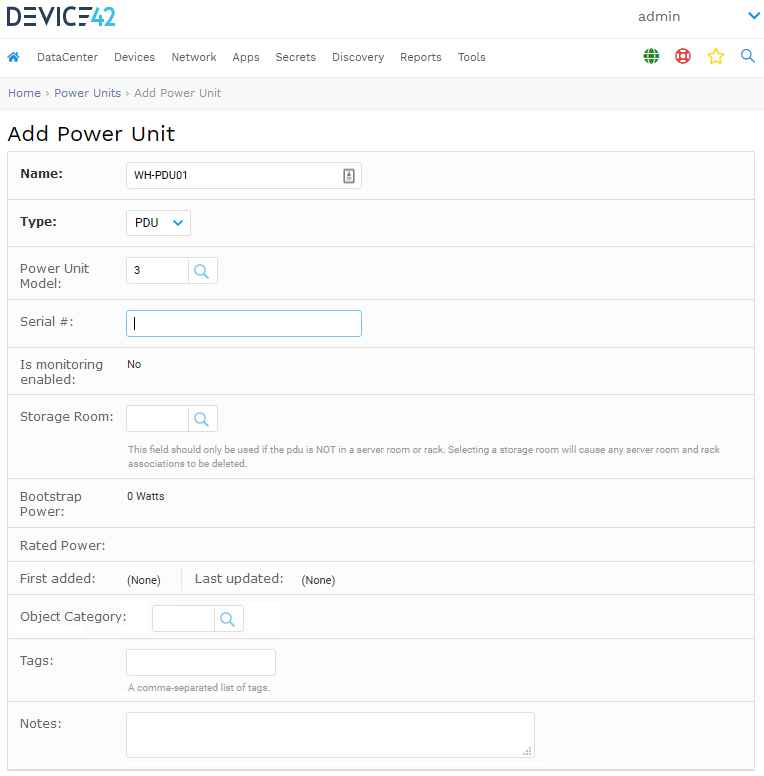 DEVICE42
admin
DataCenter Devices Network Apps Secrets Discovery Reports Tools
Home › Power Units › Add Power Unit
Add Power Unit
Name: WH-PDU01
Type: PDU
Power Unit
Model: 3
Serial #:
Is monitoring
enabled: No
Storage Room:
This field should only be used if the pdu is NOT in a server room or rack. Selecting a storage room will cause any server room and rack
associations to be deleted.
Bootstrap
Power: 0 Watts
Rated Power:
First added: (None) Last updated: (None)
Object Category:
Tags:
A comma-separated list of tags.
Notes: